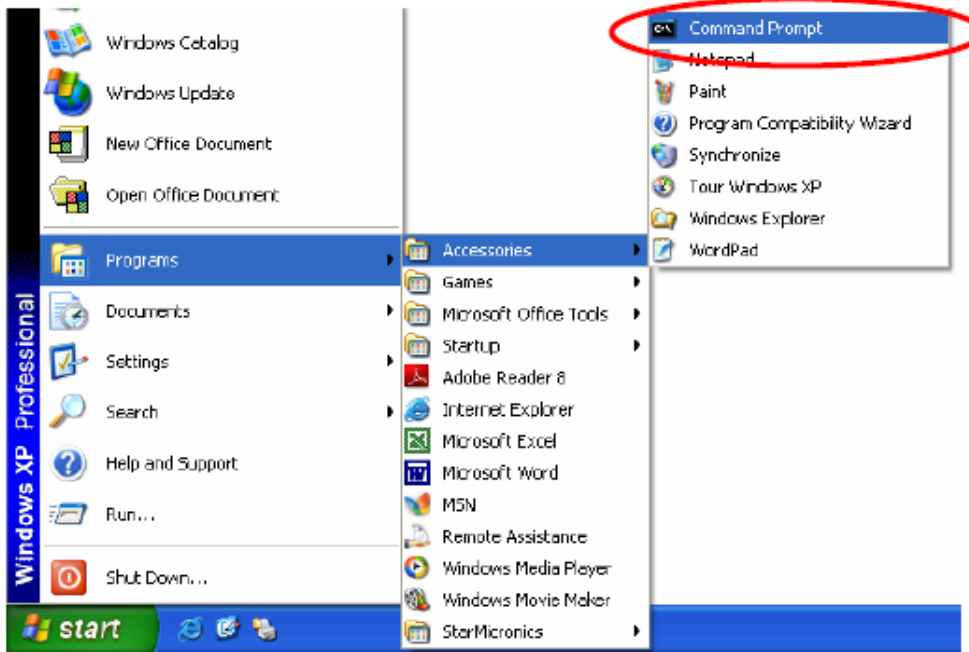 Windows Catalog
Windows Update
New Office Document
Open Office Document
Programs
Documents
Settings
Search
Help and Support
Run...
Shut Down...
Windows XP Professional
start
Accessories
Games
Microsoft Office Tools
Startup
Adobe Reader 8
Internet Explorer
Microsoft Excel
Microsoft Word
MSN
Remote Assistance
Windows Media Player
Windows Movie Maker
StarMicronics
Command Prompt
Notepad
Paint
Program Compatibility Wizard
Synchronize
Tour Windows XP
Windows Explorer
WordPad